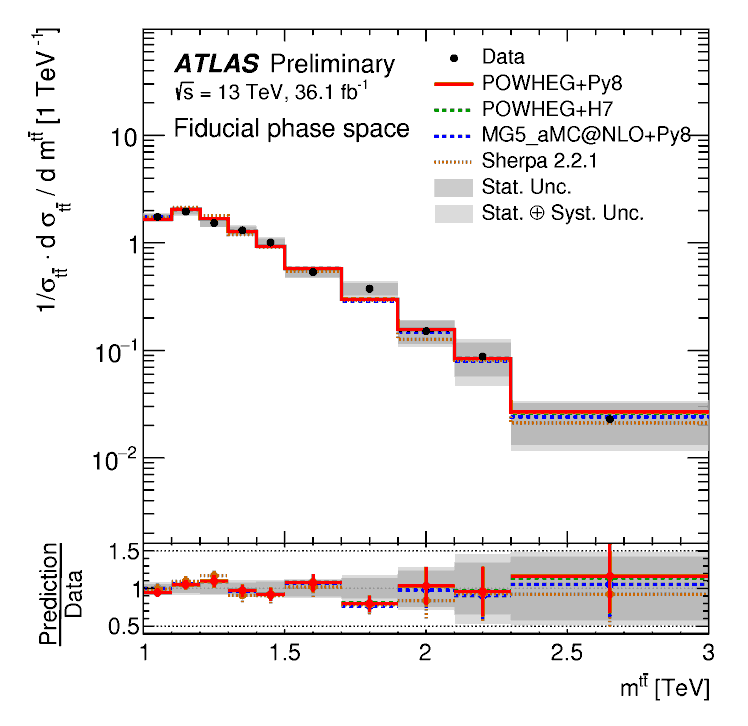 ATLAS Preliminary
√s = 13 TeV, 36.1 fb⁻¹
Fiducial phase space
Data
POWHEG+Py8
POWHEG+H7
MG5_aMC@NLO+Py8
Sherpa 2.2.1
Stat. Unc.
Stat. ⊕ Syst. Unc.
1/σtt̄ · d σtt̄ / d mtt̄ [1 TeV⁻¹]
10
1
10⁻¹
10⁻²
Prediction
Data
1.5
1
0.5
1 1.5 2 2.5 3
mtt̄ [TeV]